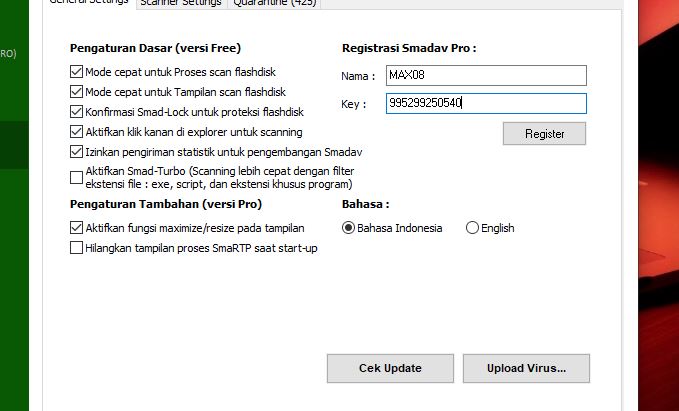 General Settings Scanner Settings Quarantine (425)
RO)
Pengaturan Dasar (versi Free)
Mode cepat untuk Proses scan flashdisk
Mode cepat untuk Tampilan scan flashdisk
Konfirmasi Smad-Lock untuk proteksi flashdisk
Aktifkan klik kanan di explorer untuk scanning
Izinkan pengiriman statistik untuk pengembangan Smadav
Aktifkan Smad-Turbo (Scanning lebih cepat dengan filter
ekstensi file : exe, script, dan ekstensi khusus program)
Pengaturan Tambahan (versi Pro)
Aktifkan fungsi maximize/resize pada tampilan
Hilangkan tampilan proses SmaRTP saat start-up
Registrasi Smadav Pro :
Nama : MAX08
Key : 995299250540
Register
Bahasa :
Bahasa Indonesia English
Cek Update Upload Virus...